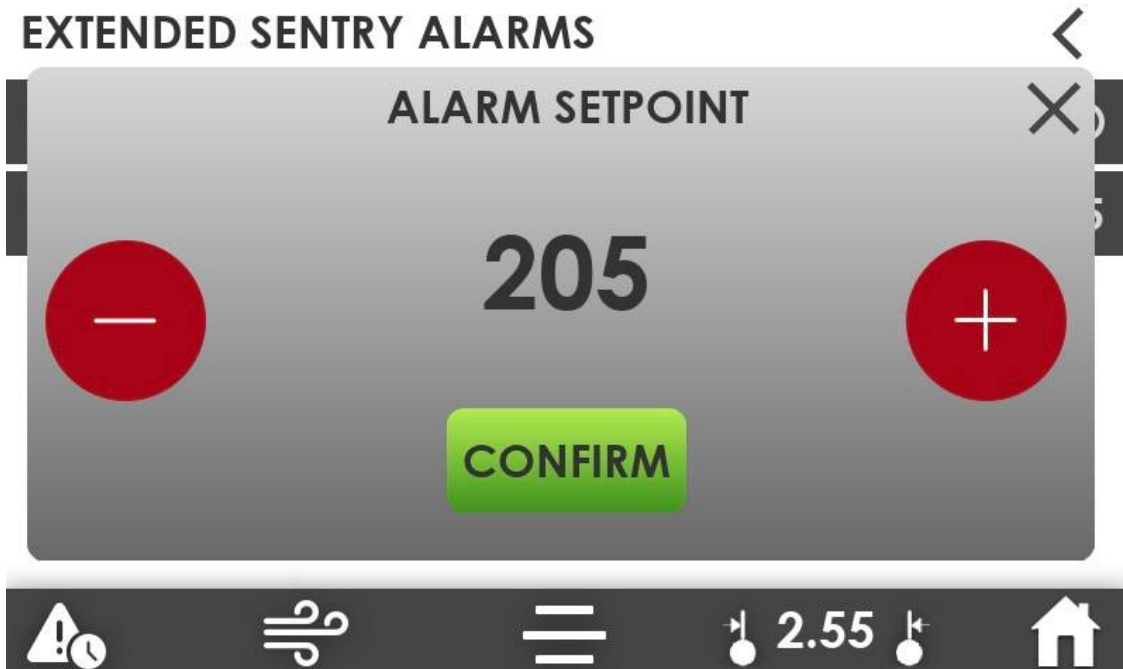 EXTENDED SENTRY ALARMS
ALARM SETPOINT
205
CONFIRM
2.55